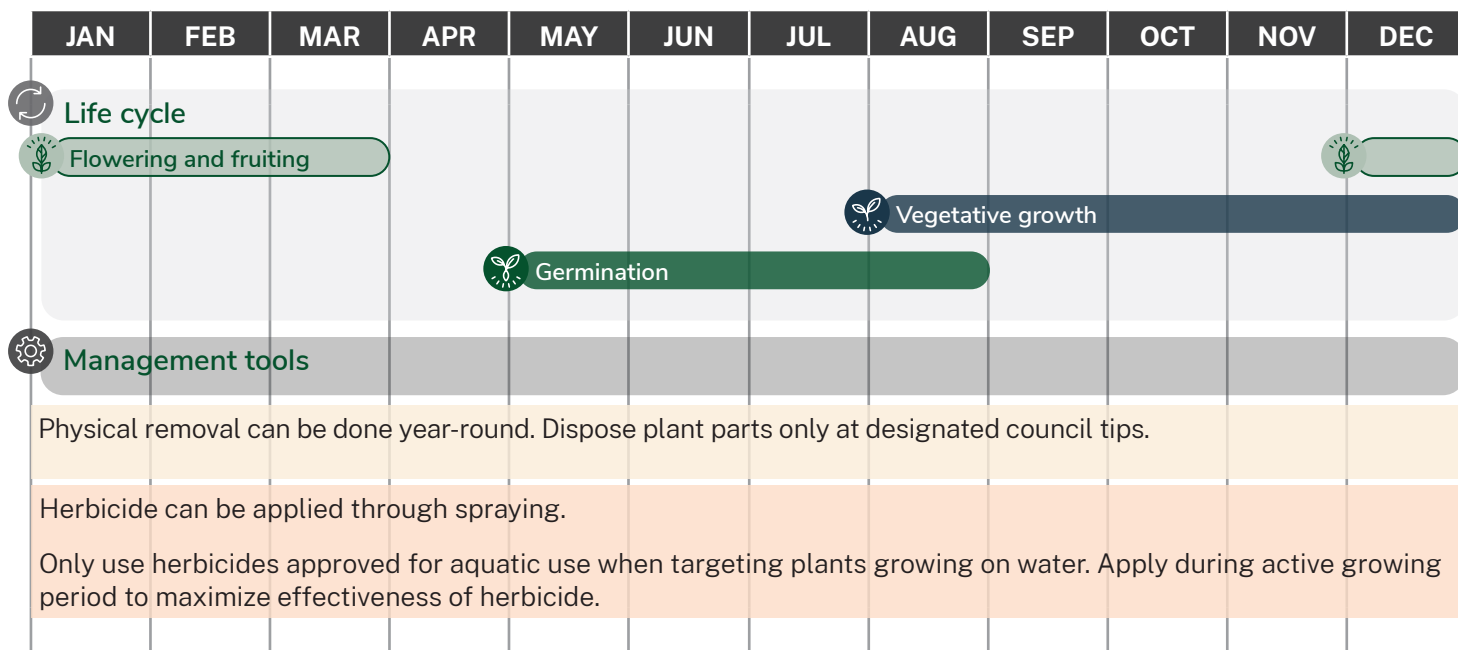 JAN FEB MAR APR MAY JUN JUL AUG SEP OCT NOV DEC
Life cycle
Flowering and fruiting
Vegetative growth
Germination
Management tools
Physical removal can be done year-round. Dispose plant parts only at designated council tips.
Herbicide can be applied through spraying.
Only use herbicides approved for aquatic use when targeting plants growing on water. Apply during active growing
period to maximize effectiveness of herbicide.